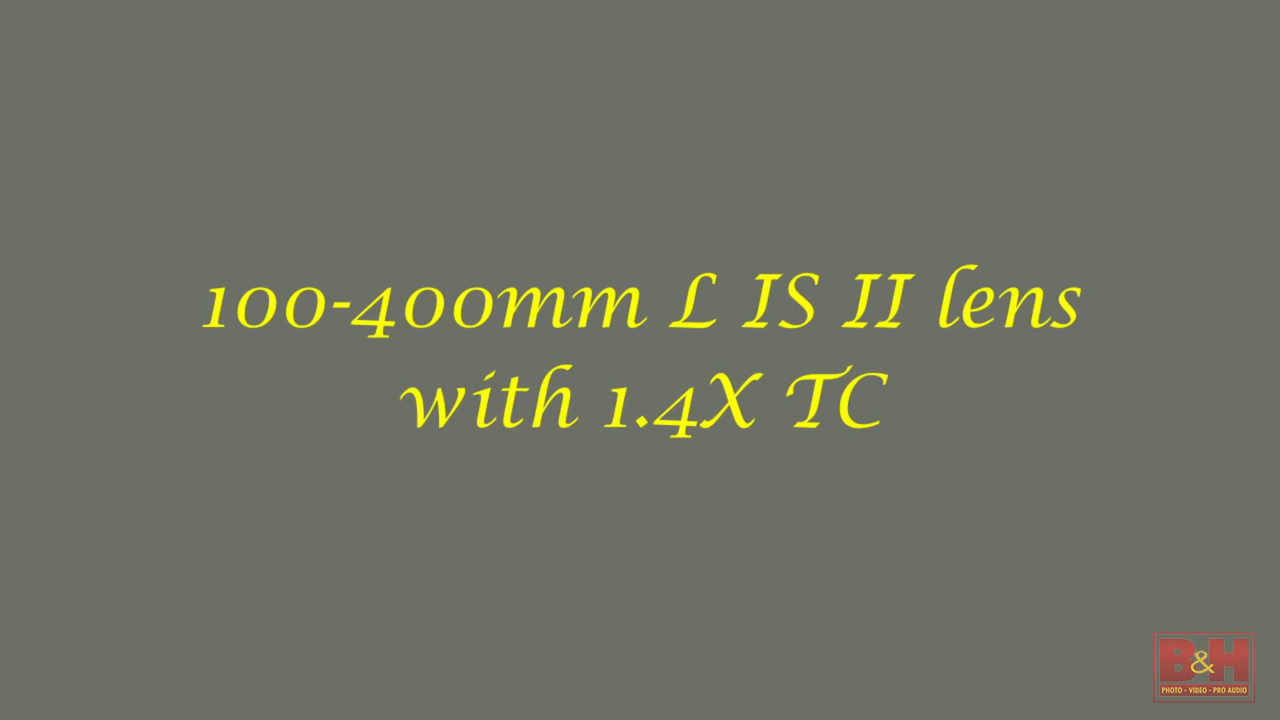 100-400mm L IS II lens
with 1.4X TC
B&H
PHOTO - VIDEO - PRO AUDIO